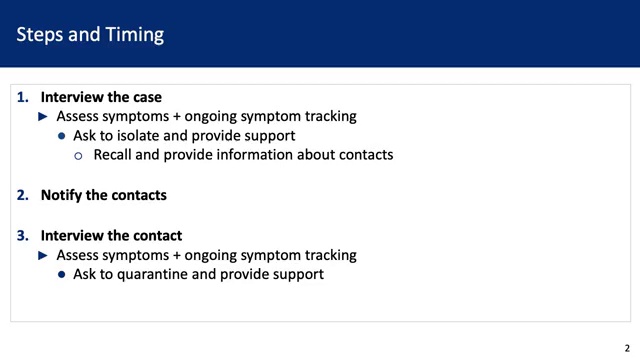 Steps and Timing
1. Interview the case
► Assess symptoms + ongoing symptom tracking
● Ask to isolate and provide support
○ Recall and provide information about contacts
2. Notify the contacts
3. Interview the contact
► Assess symptoms + ongoing symptom tracking
● Ask to quarantine and provide support
2